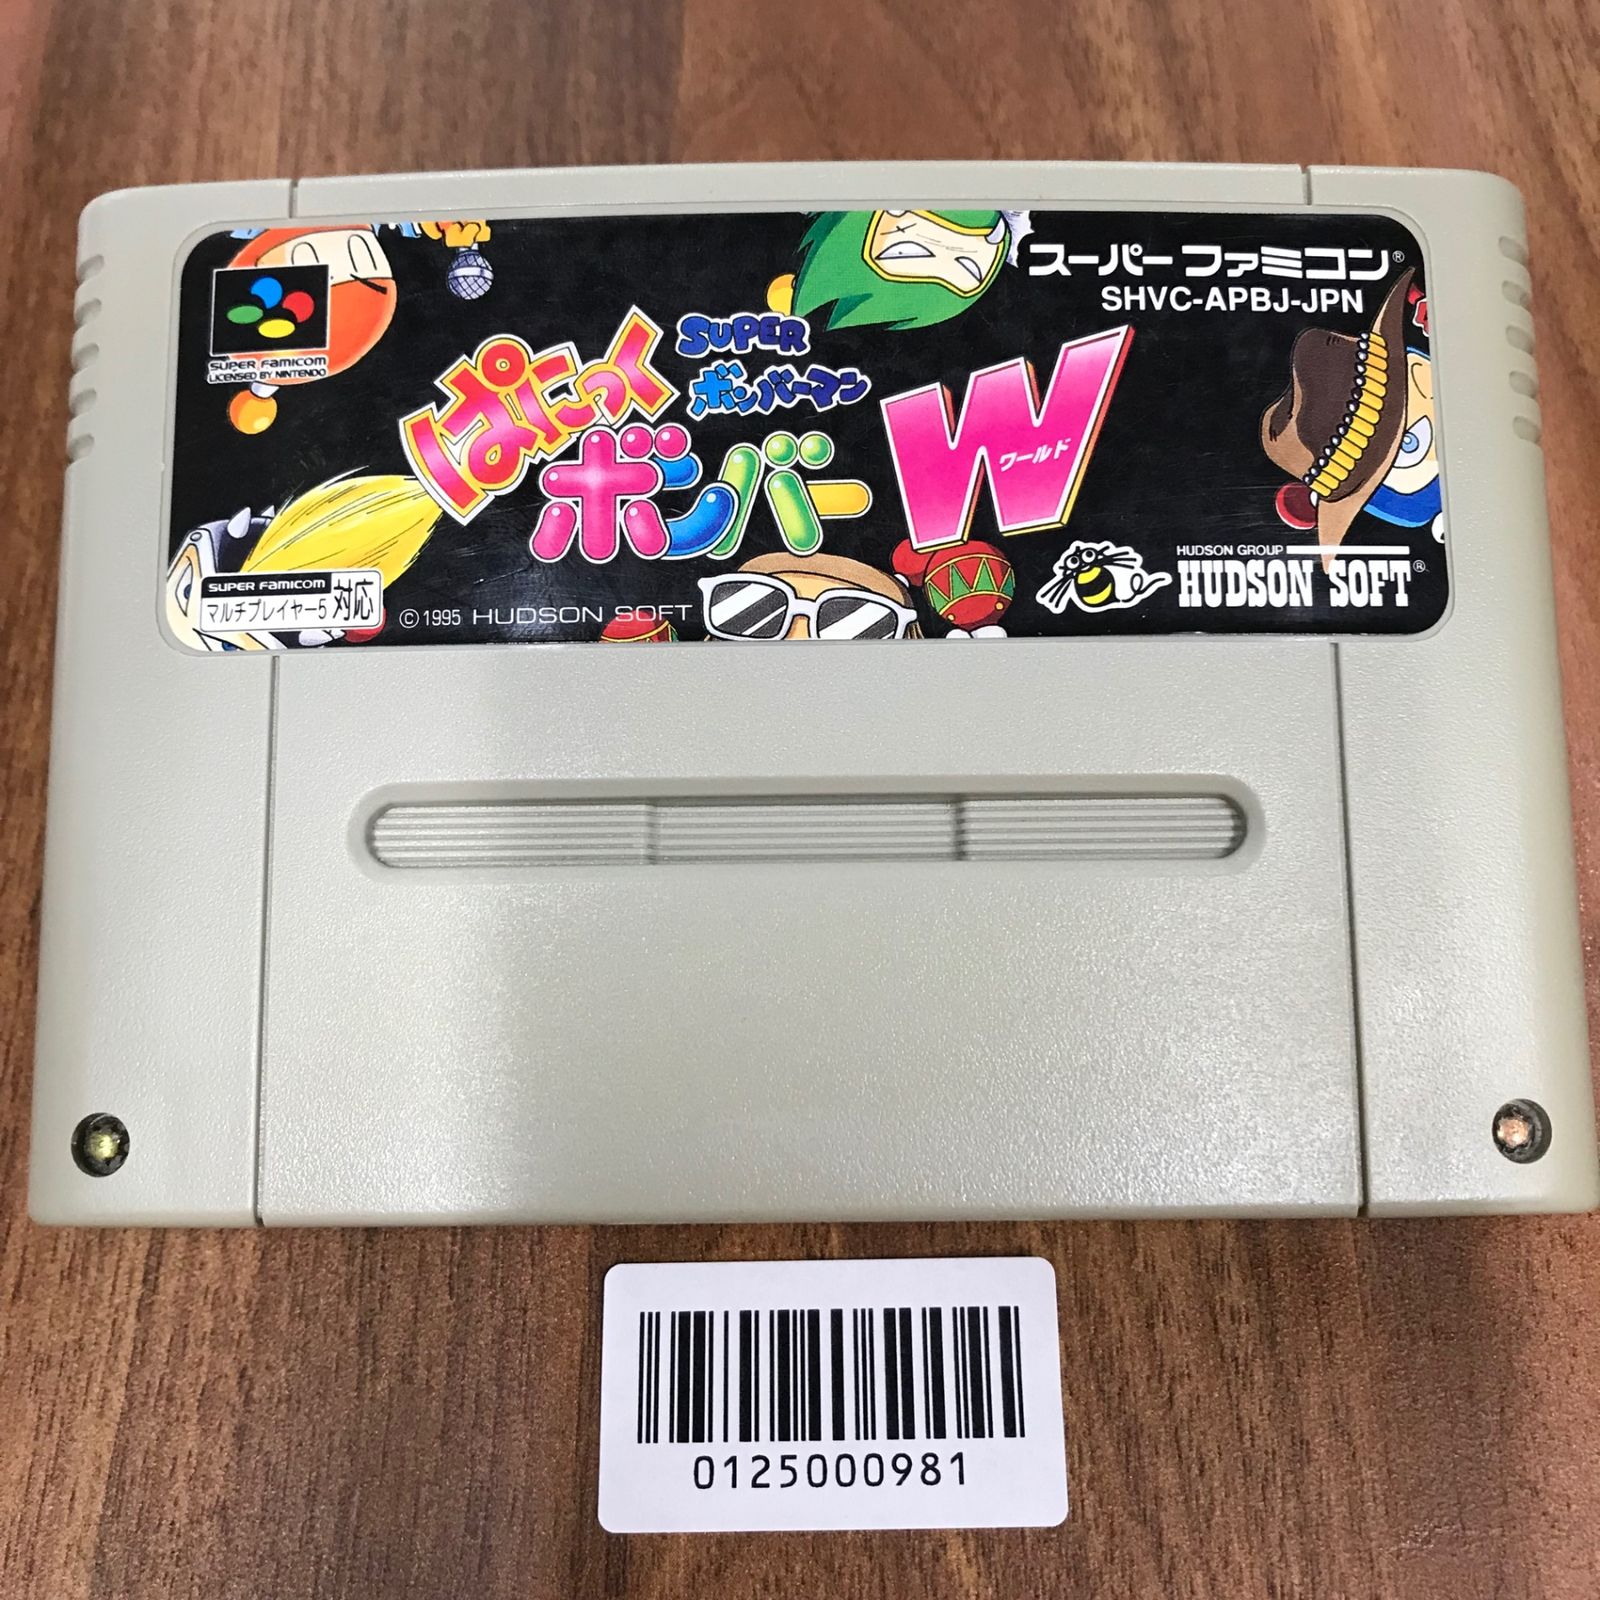 スーパーファミコン®
SHVC-APBJ-JPN
SUPER FAMICOM
LICENSED BY NINTENDO
SUPER
ボンバーマン
ぱにっく
ボンバー
W
ワールド
SUPER FAMICOM
マルチプレイヤー5 対応
©1995 HUDSON SOFT
HUDSON GROUP
HUDSON SOFT®
0125000981